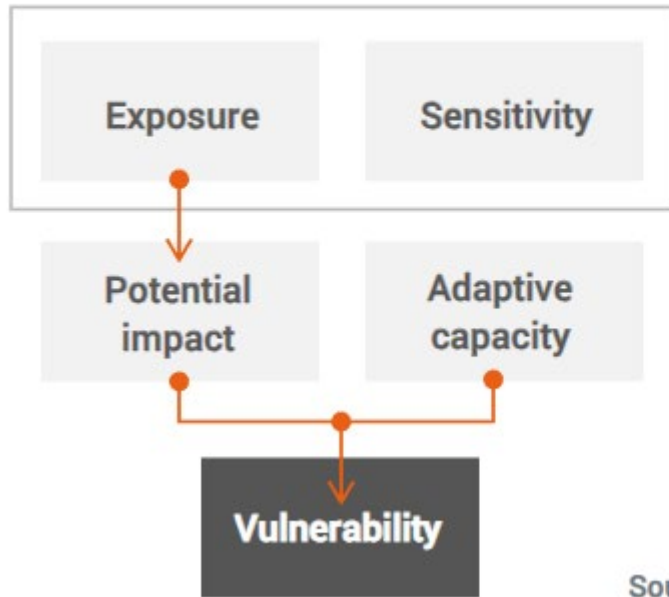 Exposure
Sensitivity
Potential
impact
Adaptive
capacity
Vulnerability